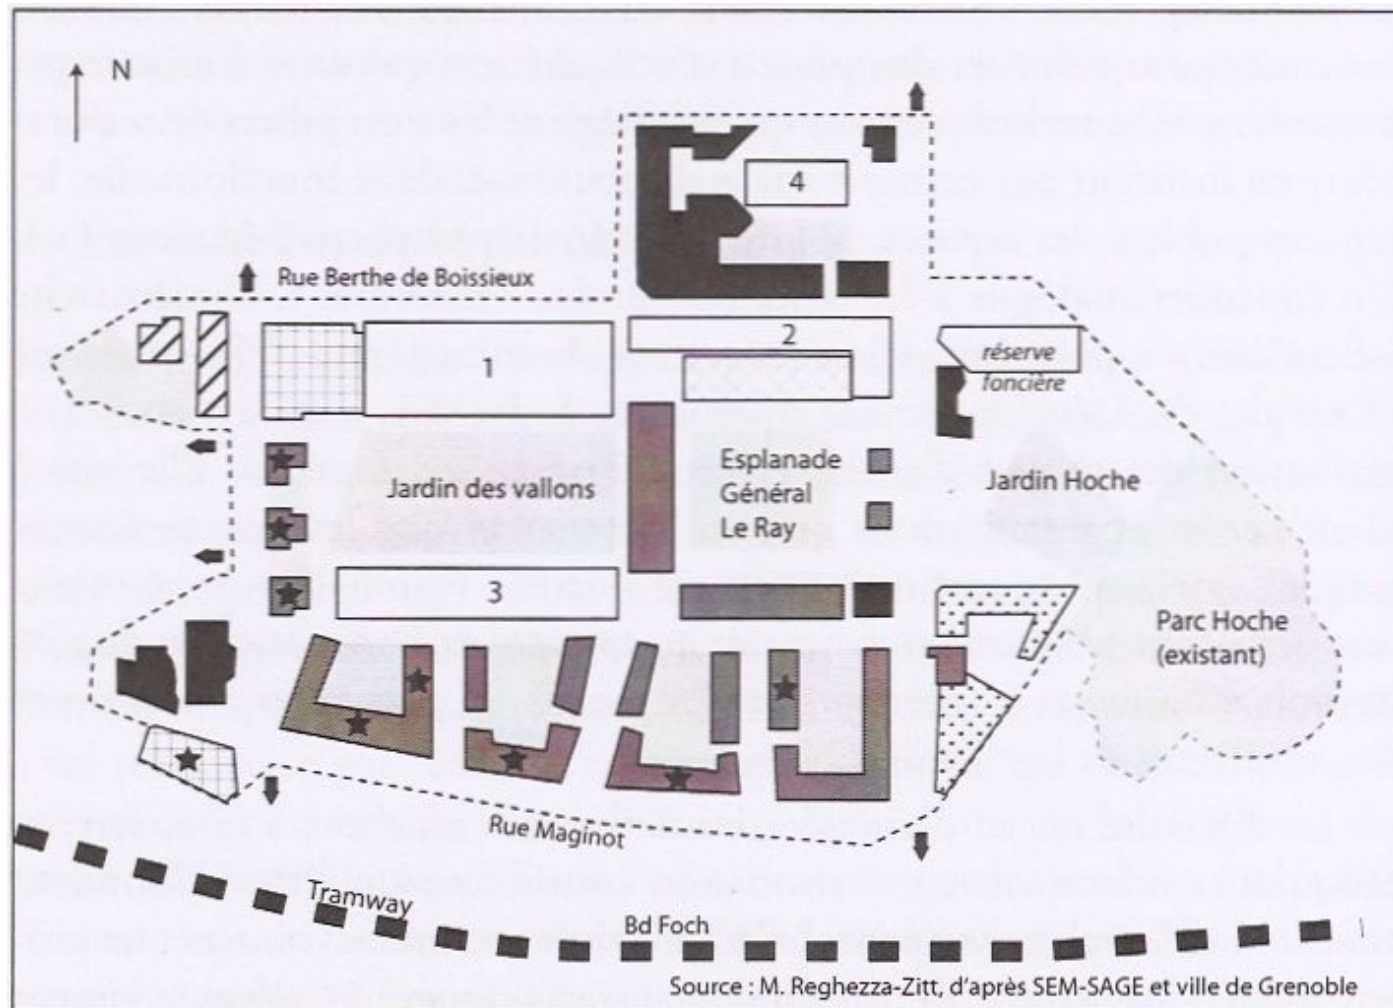 N
4
Rue Berthe de Boissieux
1
2
réserve
foncière
Jardin des vallons
Esplanade
Général
Le Ray
Jardin Hoche
3
Parc Hoche
(existant)
Rue Maginot
Tramway
Bd Foch
Source : M. Reghezza-Zitt, d'après SEM-SAGE et ville de Grenoble